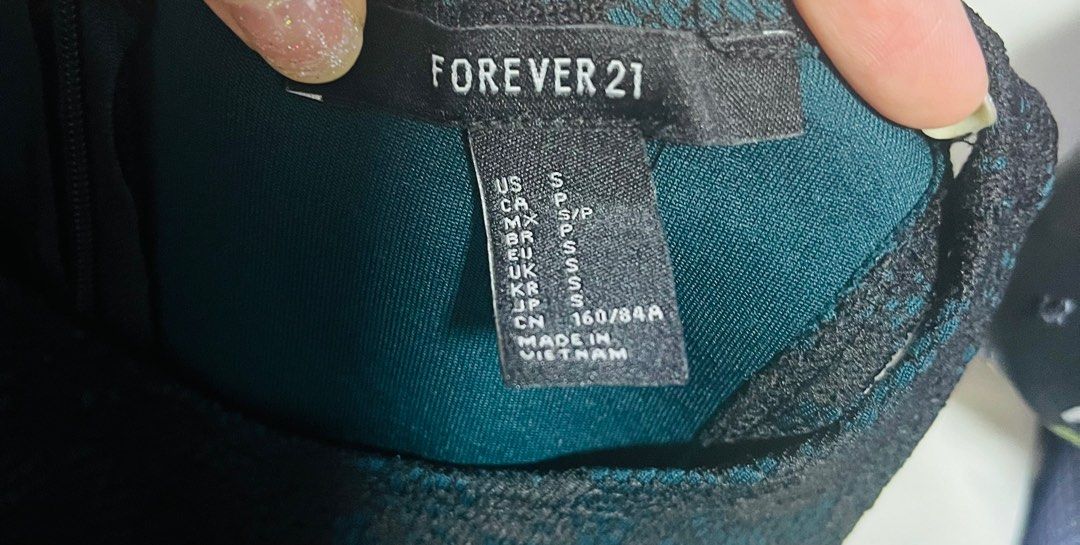 FOREVER 21
US S
CA P
MX S/P
BR P
EU S
UK S
KR S
JP S
CN 160/84A
MADE IN
VIETNAM